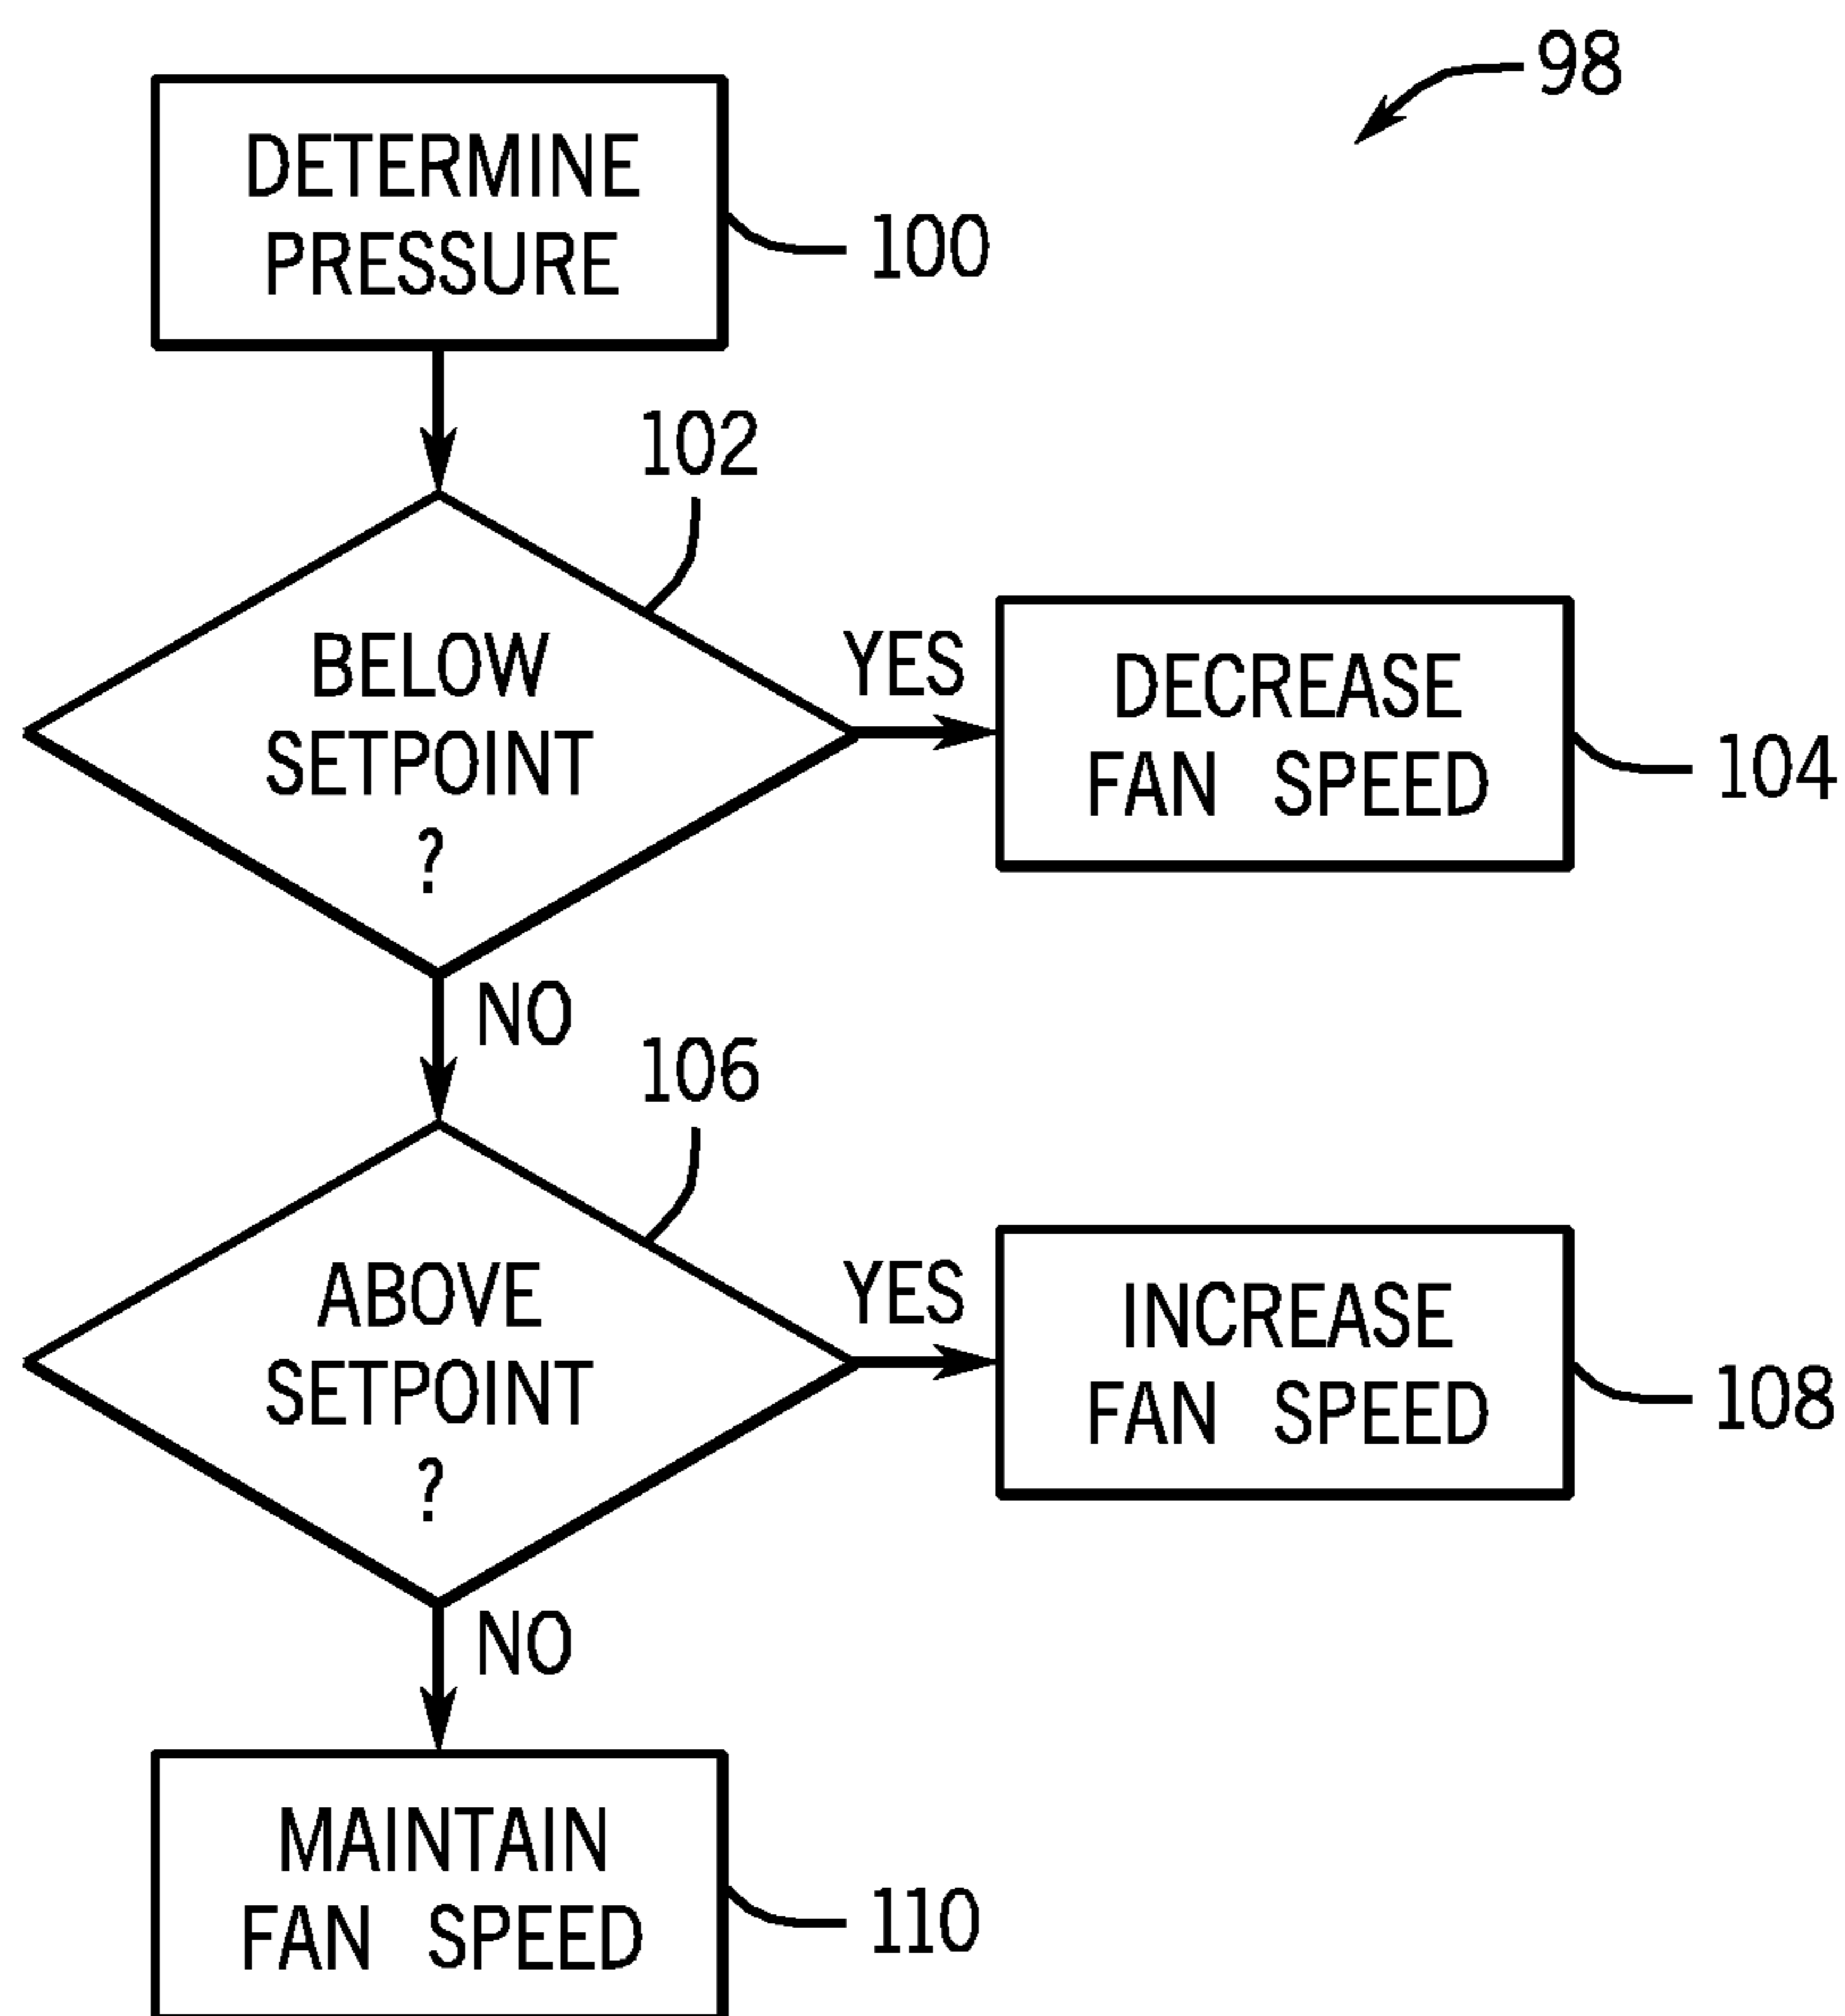 98
DETERMINE
PRESSURE
100
102
BELOW
SETPOINT
?
YES
DECREASE
FAN SPEED
104
NO
106
ABOVE
SETPOINT
?
YES
INCREASE
FAN SPEED
108
NO
MAINTAIN
FAN SPEED
110